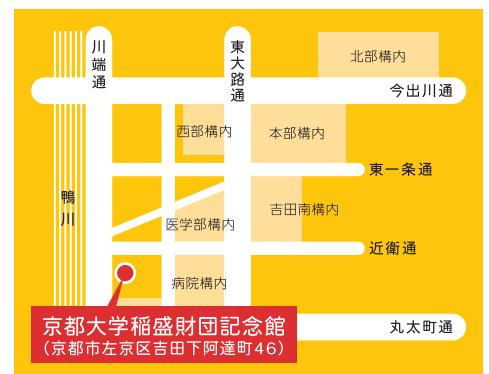 川端通
東大路通
北部構内
今出川通
西部構内
本部構内
東一条通
鴨川
吉田南構内
医学部構内
近衛通
病院構内
京都大学稲盛財団記念館
(京都市左京区吉田下阿達町46)
丸太町通